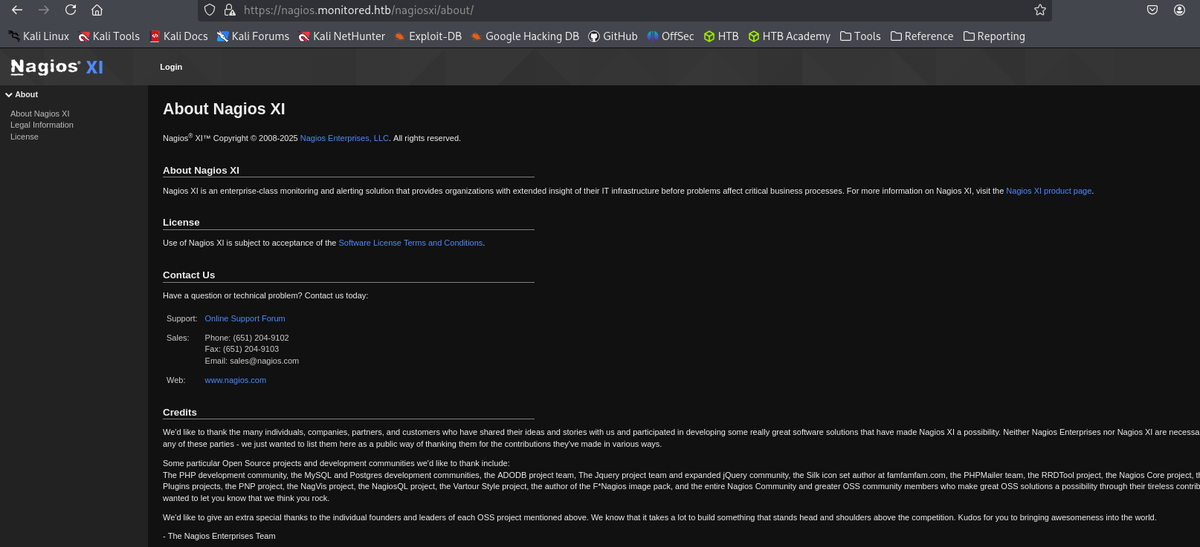 https://nagios.monitored.htb/nagiosxi/about/
Kali Linux Kali Tools Kali Docs Kali Forums Kali NetHunter Exploit-DB Google Hacking DB GitHub OffSec HTB HTB Academy Tools Reference Reporting
Nagios® XI Login
About
About Nagios XI
Legal Information
License
About Nagios XI
Nagios® XI™ Copyright © 2008-2025 Nagios Enterprises, LLC. All rights reserved.
About Nagios XI
Nagios XI is an enterprise-class monitoring and alerting solution that provides organizations with extended insight of their IT infrastructure before problems affect critical business processes. For more information on Nagios XI, visit the Nagios XI product page.
License
Use of Nagios XI is subject to acceptance of the Software License Terms and Conditions.
Contact Us
Have a question or technical problem? Contact us today:
Support: Online Support Forum
Sales: Phone: (651) 204-9102
Fax: (651) 204-9103
Email: sales@nagios.com
Web: www.nagios.com
Credits
We'd like to thank the many individuals, companies, partners, and customers who have shared their ideas and stories with us and participated in developing some really great software solutions that have made Nagios XI a possibility. Neither Nagios Enterprises nor Nagios XI are
any of these parties - we just wanted to list them here as a public way of thanking them for the contributions they've made in various ways.
Some particular Open Source projects and development communities we'd like to thank include:
The PHP development community, the MySQL and Postgres development communities, the ADODB project team, The Jquery project team and expanded jQuery community, the Silk icon set author at famfamfam.com, the PHPMailer team, the RRDTool project, the Nagios Core project,
Plugins projects, the PNP project, the NagVis project, the NagiosQL project, the Vartour Style project, the author of the F*Nagios image pack, and the entire Nagios Community and greater OSS community members who make great OSS solutions a possibility through their tireless
wanted to let you know that we think you rock.
We'd like to give an extra special thanks to the individual founders and leaders of each OSS project mentioned above. We know that it takes a lot to build something that stands head and shoulders above the competition. Kudos for you to bringing awesomeness into the world.
- The Nagios Enterprises Team